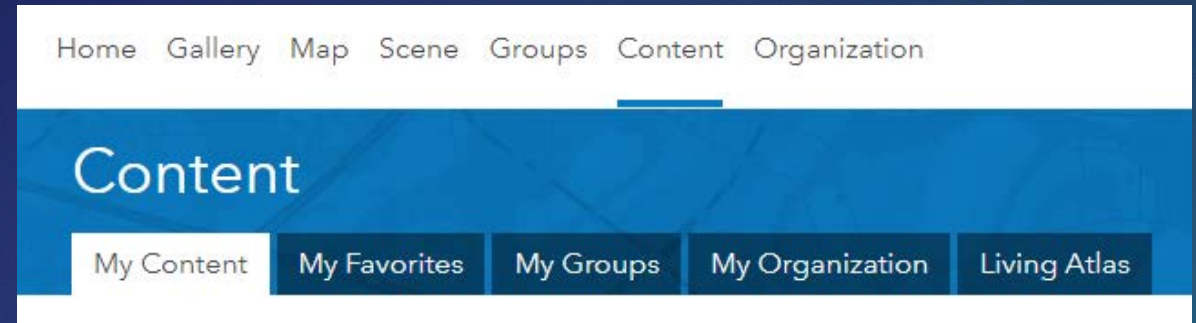 Home Gallery Map Scene Groups Content Organization
Content
My Content My Favorites My Groups My Organization Living Atlas